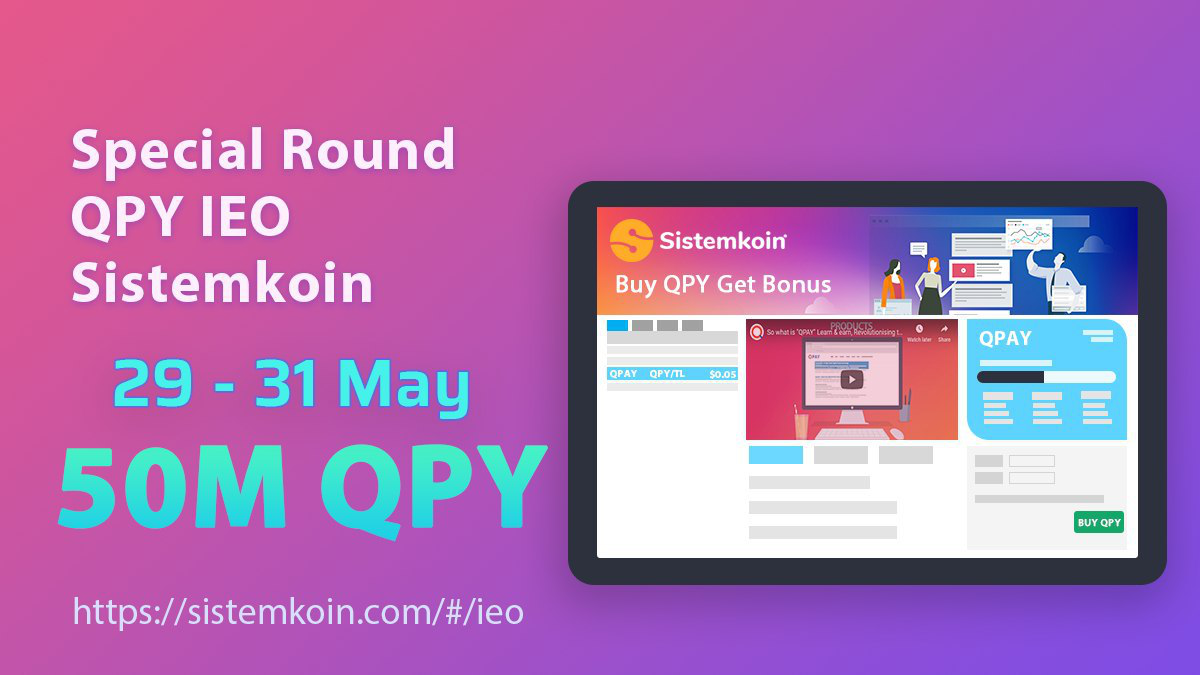 Special Round
QPY IEO
Sistemkoin
29 - 31 May
50M QPY
https://sistemkoin.com/#/ieo
Sistemkoin
Buy QPY Get Bonus
PRODUCTS
So what is "QPAY" Learn & earn, Revolutionising t...
Watch later
Share
QPAY QPY/TL $0.05
QPAY
BUY QPY